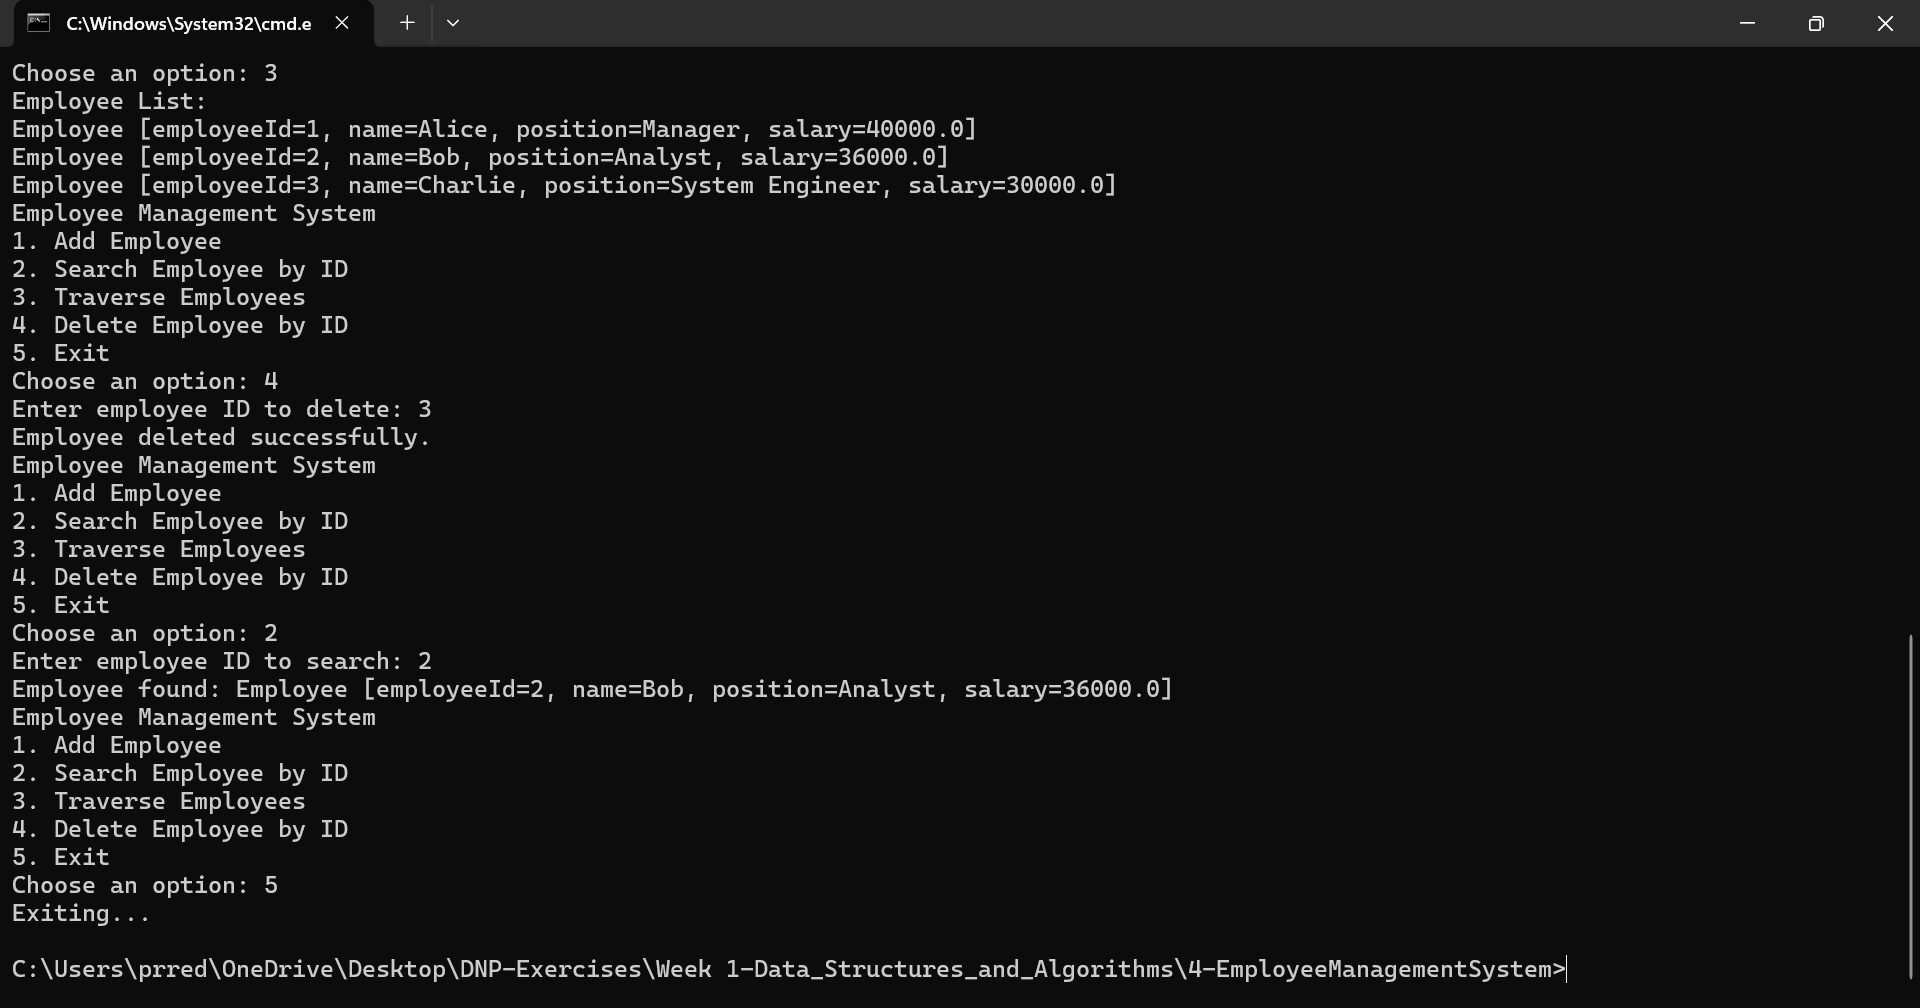 C:\Windows\System32\cmd.e
Choose an option: 3
Employee List:
Employee [employeeId=1, name=Alice, position=Manager, salary=40000.0]
Employee [employeeId=2, name=Bob, position=Analyst, salary=36000.0]
Employee [employeeId=3, name=Charlie, position=System Engineer, salary=30000.0]
Employee Management System
1. Add Employee
2. Search Employee by ID
3. Traverse Employees
4. Delete Employee by ID
5. Exit
Choose an option: 4
Enter employee ID to delete: 3
Employee deleted successfully.
Employee Management System
1. Add Employee
2. Search Employee by ID
3. Traverse Employees
4. Delete Employee by ID
5. Exit
Choose an option: 2
Enter employee ID to search: 2
Employee found: Employee [employeeId=2, name=Bob, position=Analyst, salary=36000.0]
Employee Management System
1. Add Employee
2. Search Employee by ID
3. Traverse Employees
4. Delete Employee by ID
5. Exit
Choose an option: 5
Exiting...
C:\Users\prred\OneDrive\Desktop\DNP-Exercises\Week 1-Data_Structures_and_Algorithms\4-EmployeeManagementSystem>